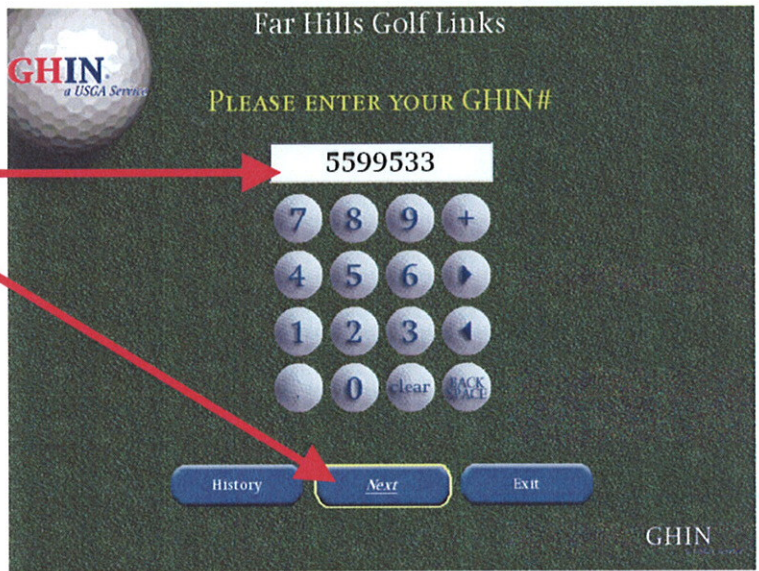 Far Hills Golf Links
GHIN
a USGA Service
PLEASE ENTER YOUR GHIN#
5599533
7 8 9 +
4 5 6
1 2 3
. 0 clear BACK SPACE
History Next Exit
GHIN